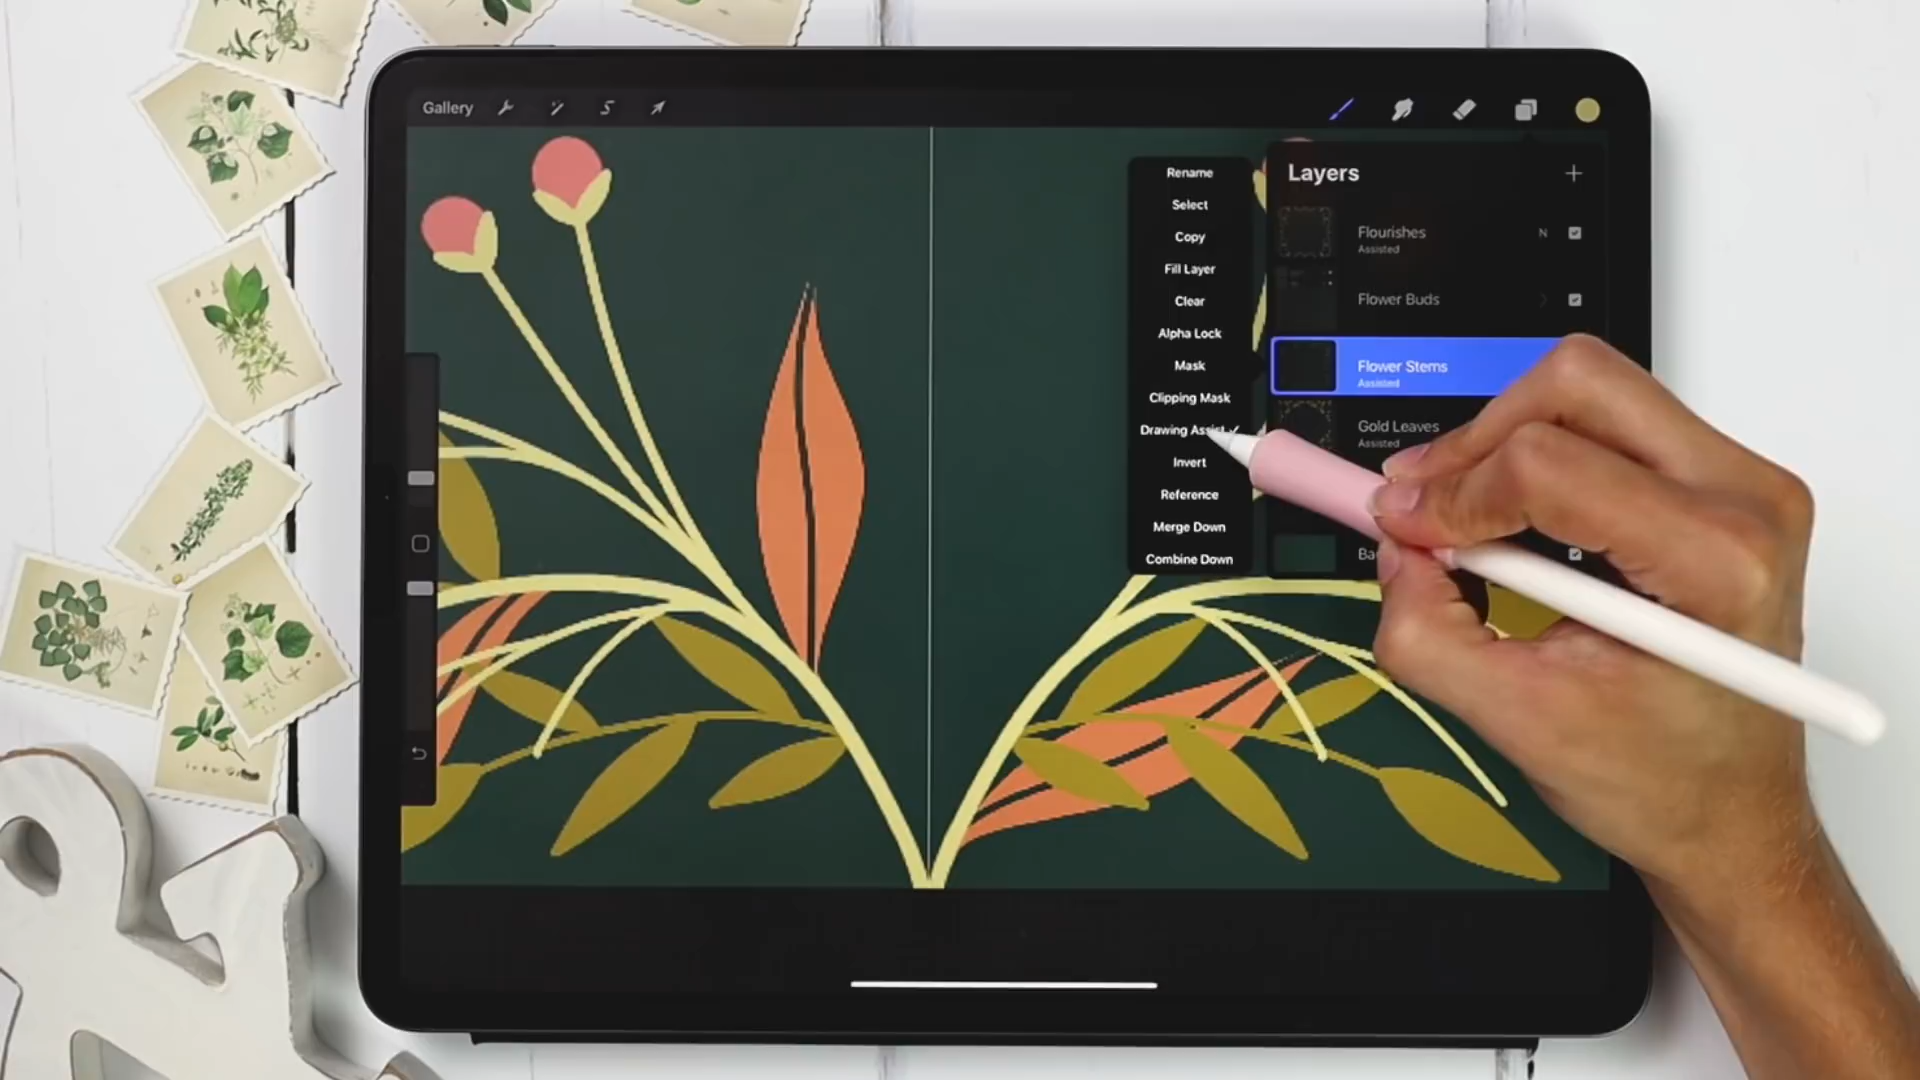 Gallery
Rename
Select
Copy
Fill Layer
Clear
Alpha Lock
Mask
Clipping Mask
Drawing Assist
Invert
Reference
Merge Down
Combine Down
Layers
Flourishes N
Assisted
Flower Buds
Flower Stems
Assisted
Gold Leaves
Assisted